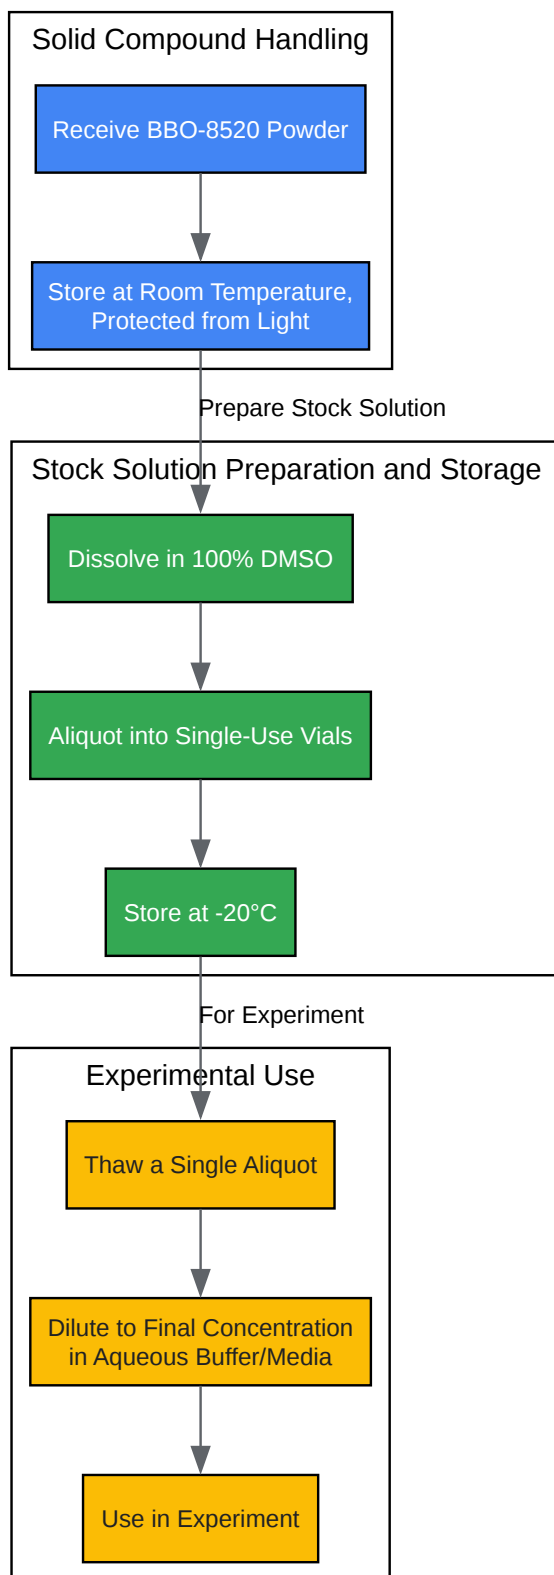 Solid Compound Handling
Receive BBO-8520 Powder
Store at Room Temperature,
Protected from Light
Prepare Stock Solution
Stock Solution Preparation and Storage
Dissolve in 100% DMSO
Aliquot into Single-Use Vials
Store at -20°C
For Experiment
Experimental Use
Thaw a Single Aliquot
Dilute to Final Concentration
in Aqueous Buffer/Media
Use in Experiment